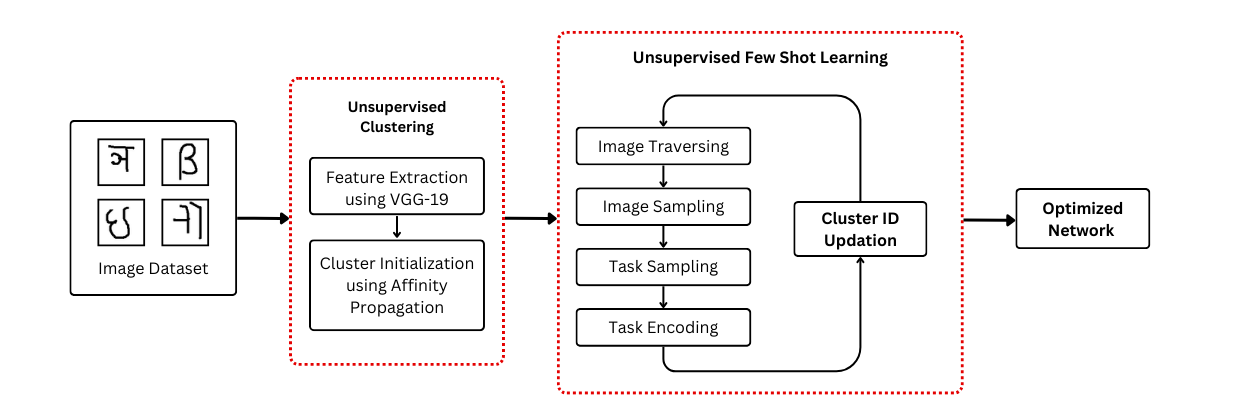 ञ
β
Image Dataset
Unsupervised
Clustering
Feature Extraction
using VGG-19
Cluster Initialization
using Affinity
Propagation
Unsupervised Few Shot Learning
Image Traversing
Image Sampling
Task Sampling
Task Encoding
Cluster ID
Updation
Optimized
Network